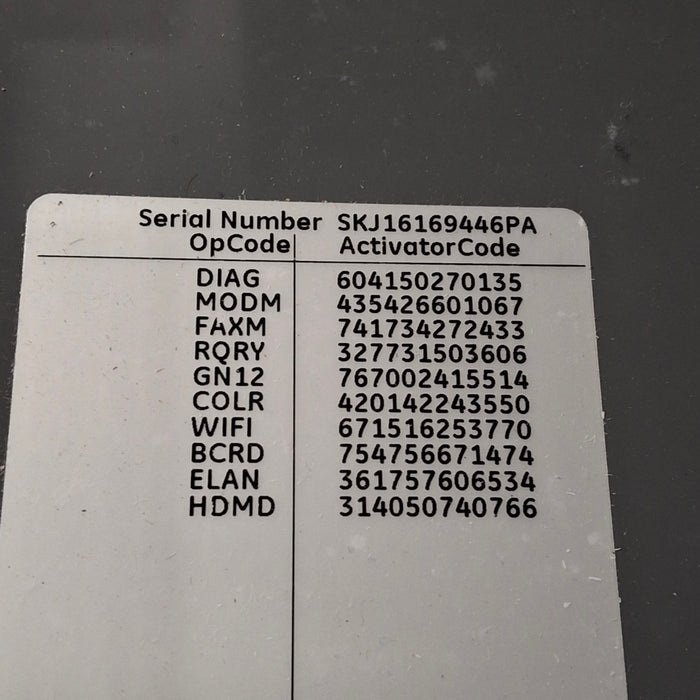 Serial Number SKJ16169446PA
OpCode ActivatorCode
DIAG 604150270135
MODM 435426601067
FAXM 741734272433
RQRY 327731503606
GN12 767002415514
COLR 420142243550
WIFI 671516253770
BCRD 754756671474
ELAN 361757606534
HDMD 314050740766